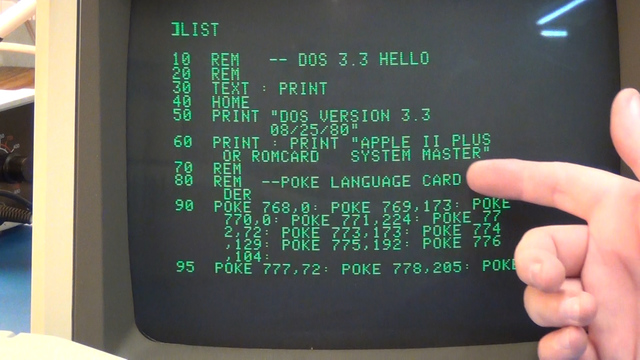 ]LIST
10 REM -- DOS 3.3 HELLO
20 REM
30 TEXT : PRINT
40 HOME
50 PRINT "DOS VERSION 3.3
08/25/80"
60 PRINT : PRINT "APPLE II PLUS
OR ROMCARD SYSTEM MASTER"
70 REM
80 REM --POKE LANGUAGE CARD
DER
90 POKE 768,0: POKE 769,173: POKE
770,0: POKE 771,224: POKE 77
2,72: POKE 773,173: POKE 774
,129: POKE 775,192: POKE 776
,104:
95 POKE 777,72: POKE 778,205: POKE